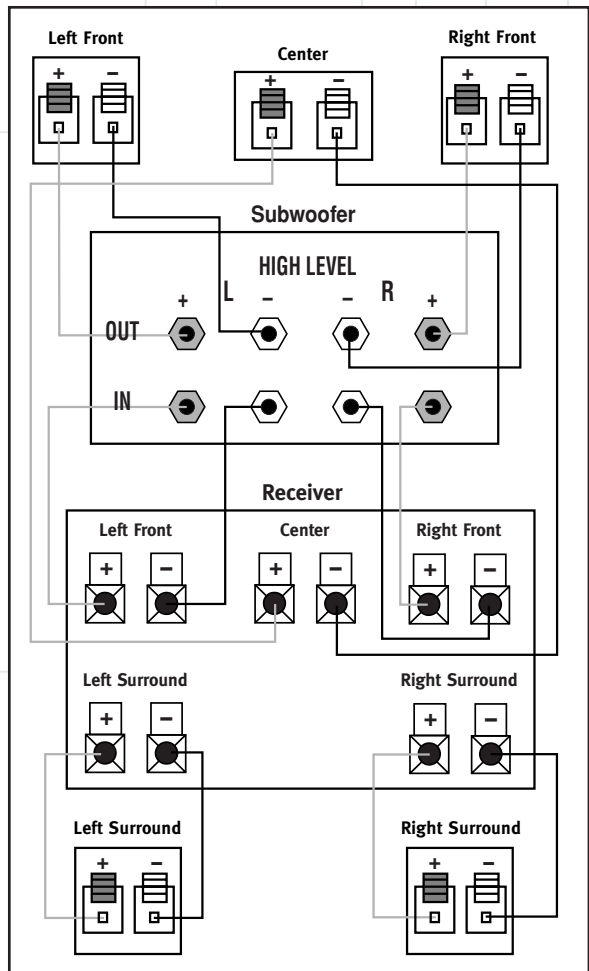 Left Front
Center
Right Front
+ −
+ −
+ −
Subwoofer
HIGH LEVEL
+ L − − R +
OUT
IN
Receiver
Left Front Center Right Front
+ − + − + −
Left Surround Right Surround
+ − + −
Left Surround Right Surround
+ − + −